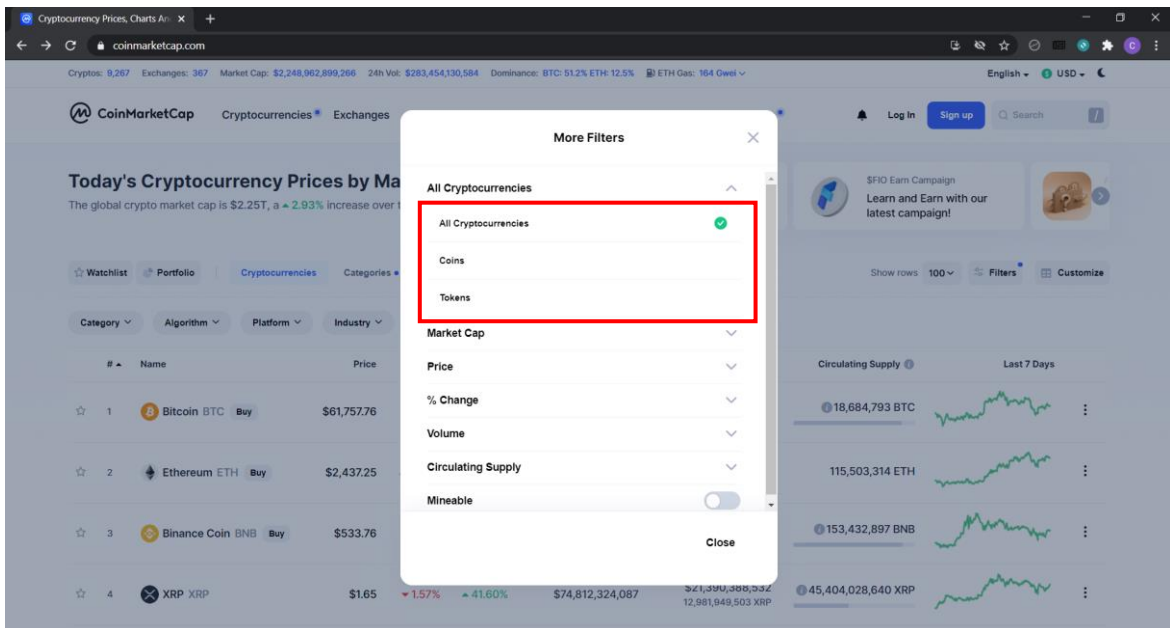 Cryptocurrency Prices, Charts An
coinmarketcap.com
C
Cryptos: 9,267 Exchanges: 367 Market Cap: $2,248,962,899,266 24h Vol: $283,454,130,584 Dominance: BTC: 51.2% ETH: 12.5% ETH Gas: 164 Gwei English USD
CoinMarketCap Cryptocurrencies Exchanges Log In Sign up Search /
More Filters
Today's Cryptocurrency Prices by Ma
The global crypto market cap is $2.25T, a 2.93% increase over
$FIO Earn Campaign
Learn and Earn with our
latest campaign!
All Cryptocurrencies
All Cryptocurrencies
Coins
Tokens
Market Cap
Price
% Change
Volume
Circulating Supply
Mineable
Close
Watchlist Portfolio Cryptocurrencies Categories Show rows 100 Filters Customize
Category Algorithm Platform Industry
# Name Price Circulating Supply Last 7 Days
1 Bitcoin BTC Buy $61,757.76 18,684,793 BTC
2 Ethereum ETH Buy $2,437.25 115,503,314 ETH
3 Binance Coin BNB Buy $533.76 153,432,897 BNB
4 XRP XRP $1.65 1.57% 41.60% $74,812,324,087 $21,390,388,532 45,404,028,640 XRP
12,981,949,503 XRP